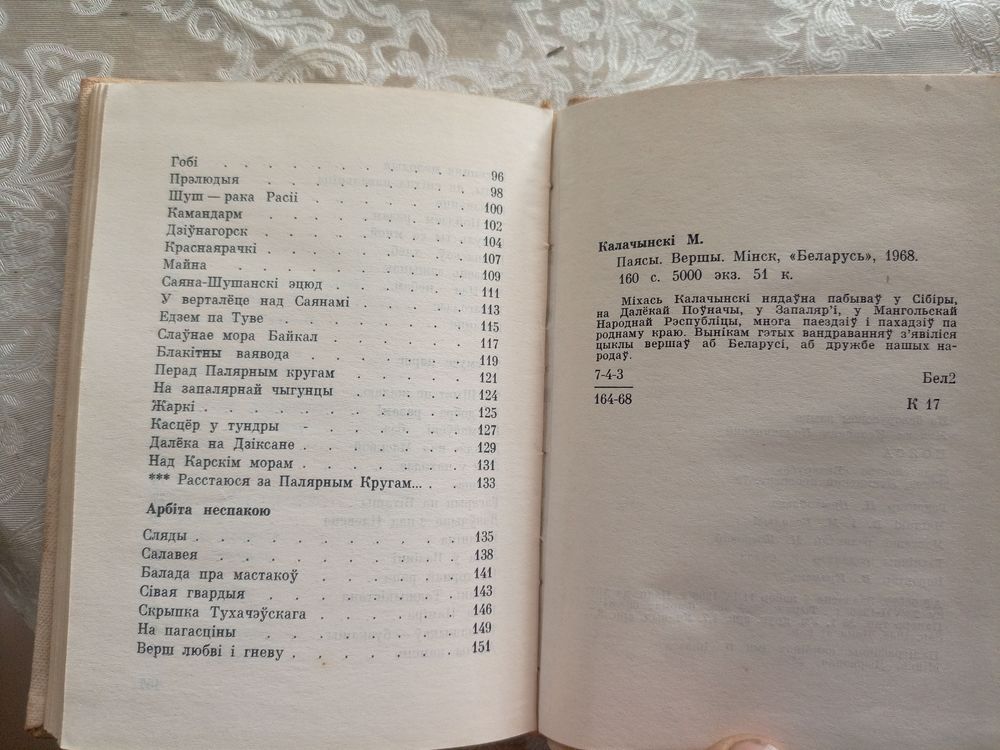 Гобі . . . . . . . . . 96
Прэлюдыя . . . . . . . . 98
Шуш — рака Расіі . . . . . . 100
Камандарм . . . . . . . . 102
Дзіўнагорск . . . . . . . . 104
Краснаярачкі . . . . . . . 107
Майна . . . . . . . . . 109
Саяна-Шушанскі эцюд . . . . . 111
У верталёце над Саянамі . . . . 113
Едзем па Туве . . . . . . . 115
Слаўнае мора Байкал . . . . . 117
Блакітны ваявода . . . . . . 119
Перад Палярным кругам . . . . 121
На запалярнай чыгунцы . . . . 124
Жаркі . . . . . . . . . 125
Касцёр у тундры . . . . . . 127
Далёка на Дзіксане . . . . . . 129
Над Карскім морам . . . . . . 131
*** Расстаюся за Палярным Кругам... . 133
Арбіта неспакою
Сляды . . . . . . . . . 135
Салавея . . . . . . . . . 138
Балада пра мастакоў . . . . . 141
Сівая гвардыя . . . . . . . 143
Скрыпка Тухачэўскага . . . . . 146
На пагасціны . . . . . . . 149
Верш любві і гневу . . . . . . 151
Калачынскі М.
Паясы. Вершы. Мінск, «Беларусь», 1968.
160 с. 5000 экз. 51 к.
Міхась Калачынскі нядаўна пабываў у Сібіры,
на Далёкай Поўначы, у Запаляр'і, у Мангольскай
Народнай Рэспубліцы, многа паездзіў і пахадзіў па
роднаму краю. Вынікам гэтых вандраванняў з'явіліся
цыклы вершаў аб Беларусі, аб дружбе нашых на-
родаў.
7-4-3 Бел2
164-68 К 17